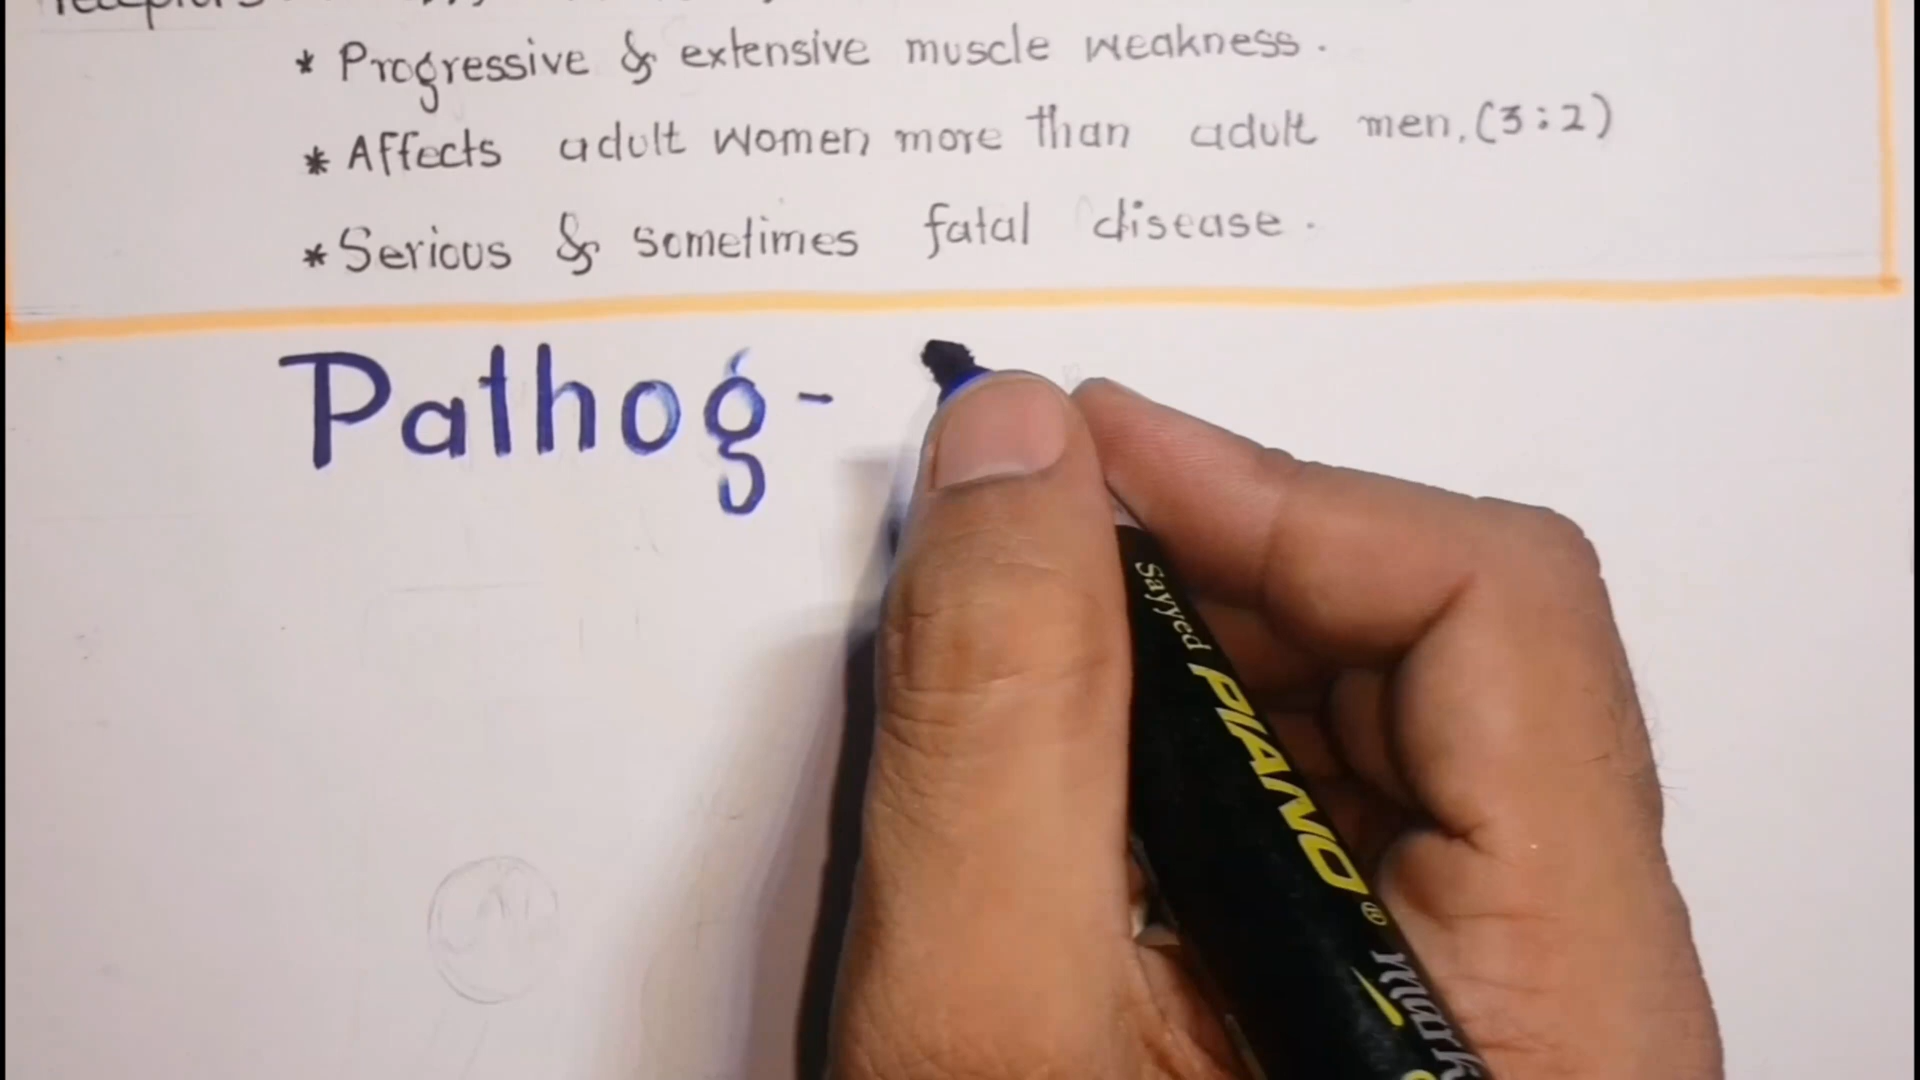 receptors
* Progressive & extensive muscle weakness.
* Affects adult women more than adult men. (3:2)
* Serious & sometimes fatal disease.
Pathog-
Sayyed PIANO ®